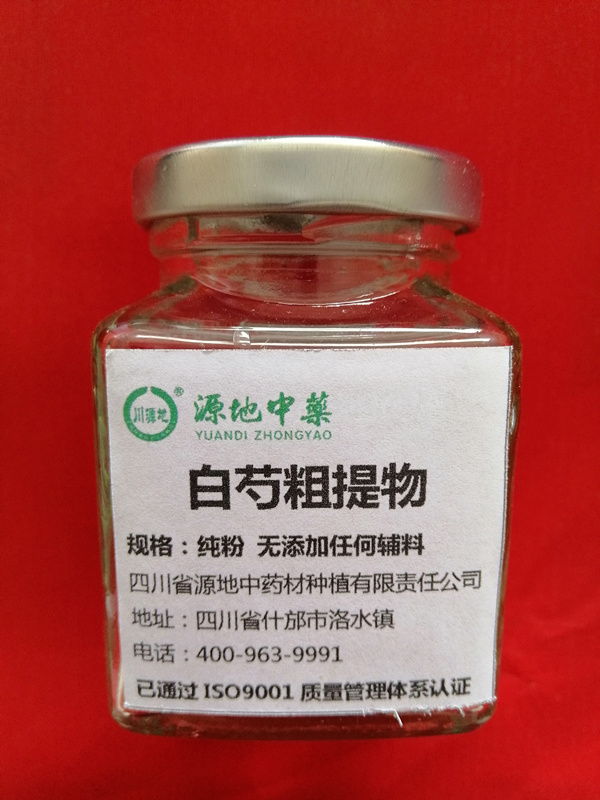 川源地®
源地中藥
YUANDI ZHONGYAO
白芍粗提物
规格：纯粉 无添加任何辅料
四川省源地中药材种植有限责任公司
地址：四川省什邡市洛水镇
电话：400-963-9991
已通过 ISO9001 质量管理体系认证